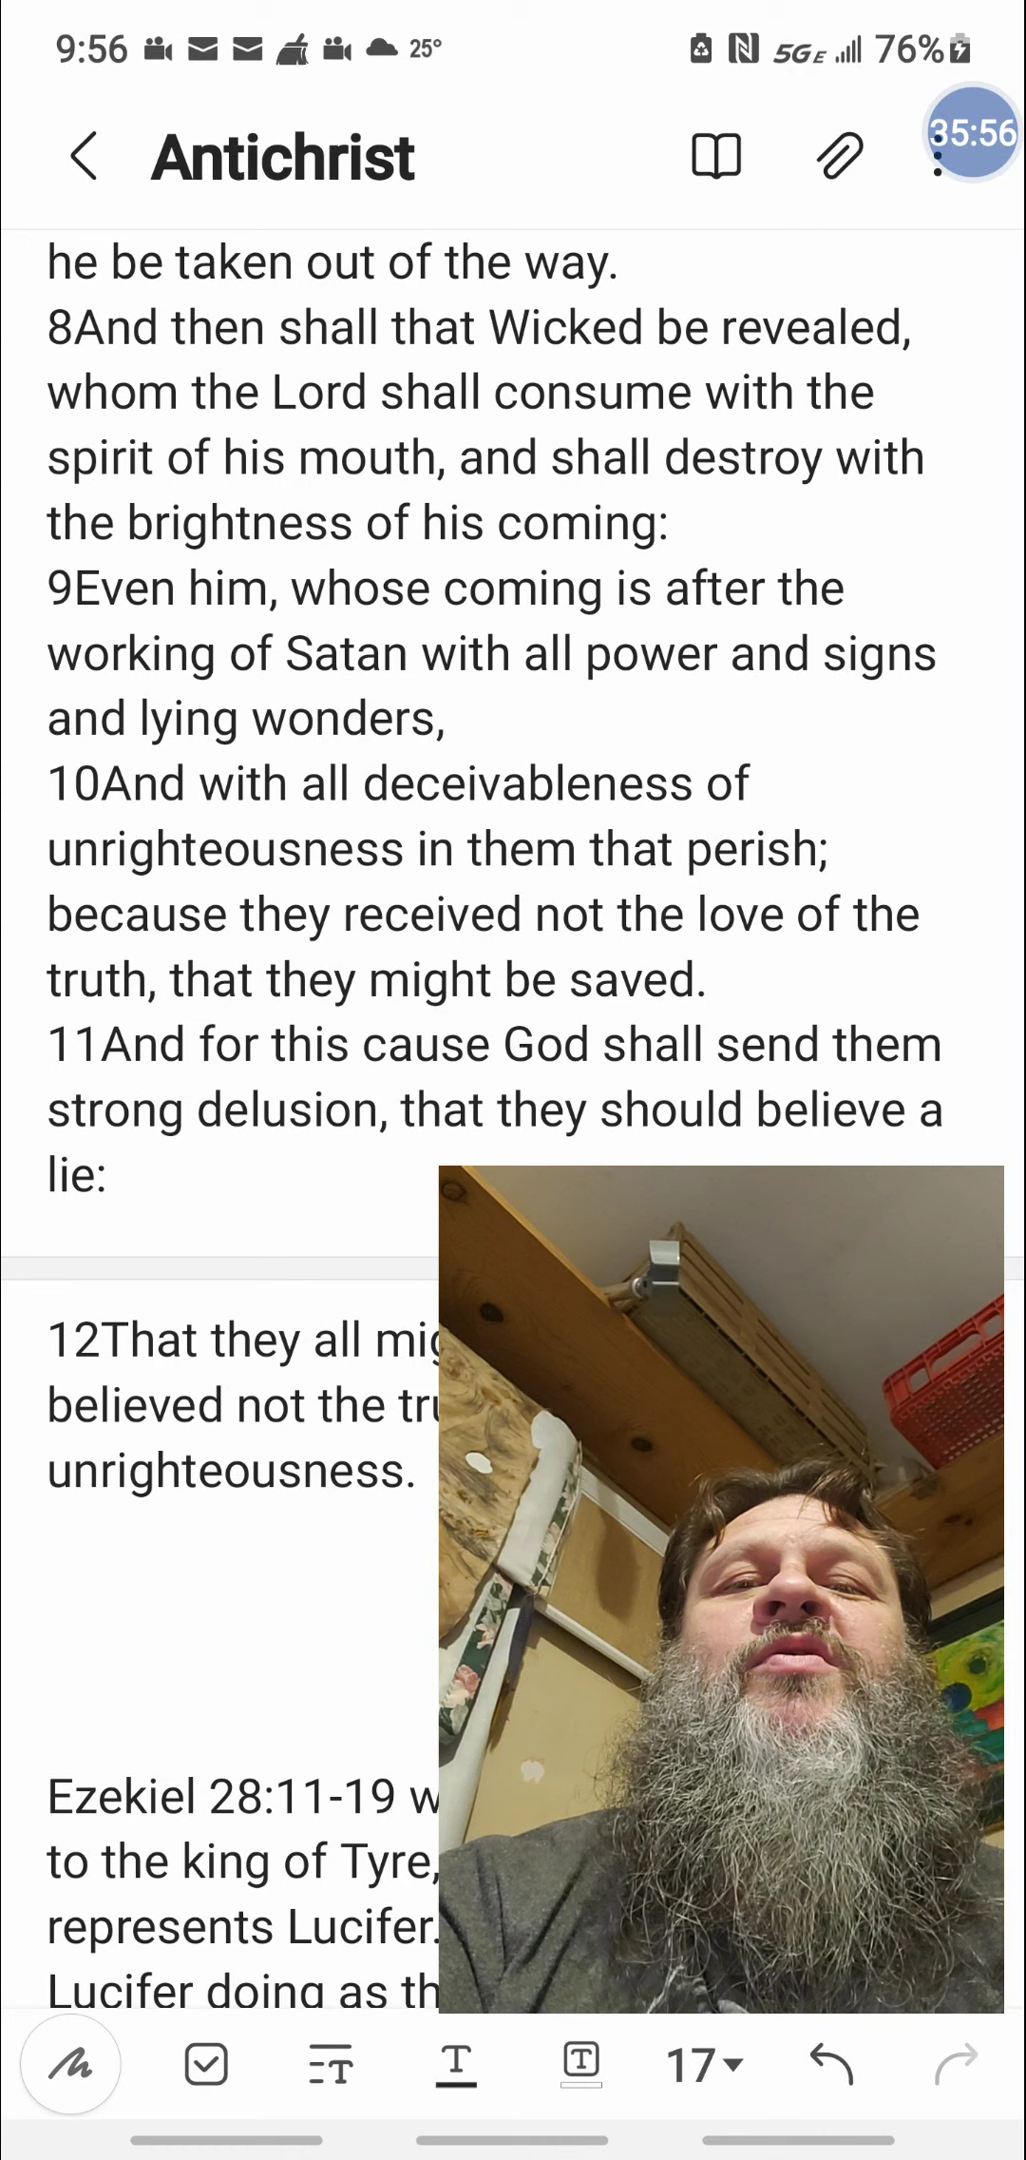 9:56 25° 5GE 76%
Antichrist 35:56
he be taken out of the way.
8And then shall that Wicked be revealed,
whom the Lord shall consume with the
spirit of his mouth, and shall destroy with
the brightness of his coming:
9Even him, whose coming is after the
working of Satan with all power and signs
and lying wonders,
10And with all deceivableness of
unrighteousness in them that perish;
because they received not the love of the
truth, that they might be saved.
11And for this cause God shall send them
strong delusion, that they should believe a
lie:
12That they all
believed not the
unrighteousness.
Ezekiel 28:11-19
to the king of Tyre,
represents Lucifer.
Lucifer doing as
17